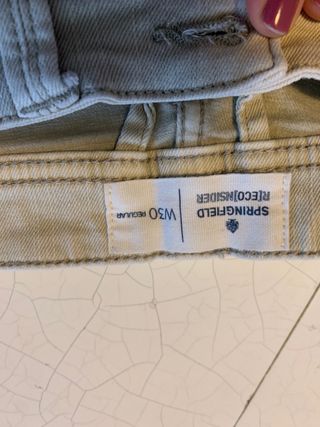 SPRINGFIELD
R[ECO]NSIDER
W30 REGULAR